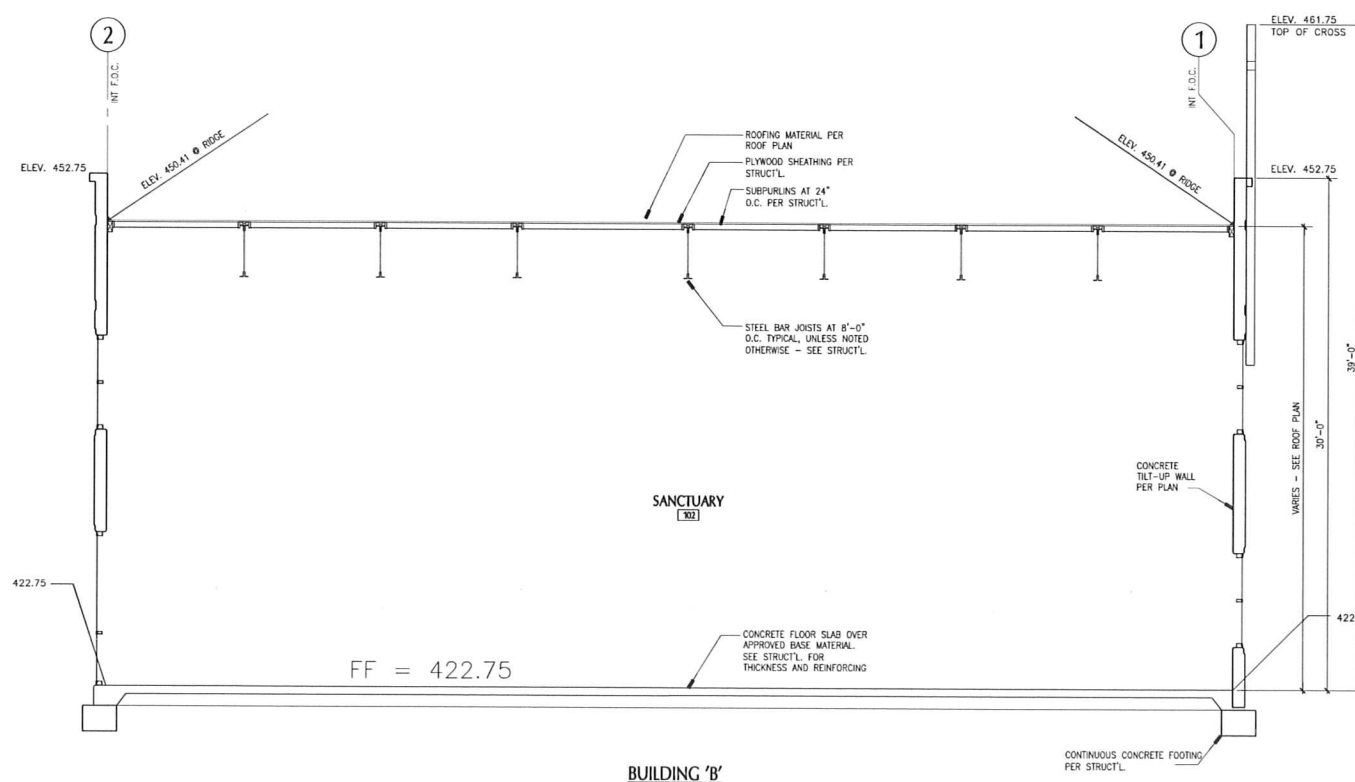 ELEV. 461.75
TOP OF CROSS
2
1
INT F.O.C.
INT F.O.C.
ELEV. 452.75
ELEV. 450.41 @ RIDGE
ROOFING MATERIAL PER
ROOF PLAN
PLYWOOD SHEATHING PER
STRUCT'L.
SUBPURLINS AT 24"
O.C. PER STRUCT'L.
ELEV. 450.41 @ RIDGE
ELEV. 452.75
STEEL BAR JOISTS AT 8'-0"
O.C. TYPICAL, UNLESS NOTED
OTHERWISE - SEE STRUCT'L.
39'-0"
30'-0"
VARIES - SEE ROOF PLAN
CONCRETE
TILT-UP WALL
PER PLAN
SANCTUARY
102
422.75
422
CONCRETE FLOOR SLAB OVER
APPROVED BASE MATERIAL.
SEE STRUCT'L. FOR
THICKNESS AND REINFORCING
FF = 422.75
CONTINUOUS CONCRETE FOOTING
PER STRUCT'L.
BUILDING 'B'